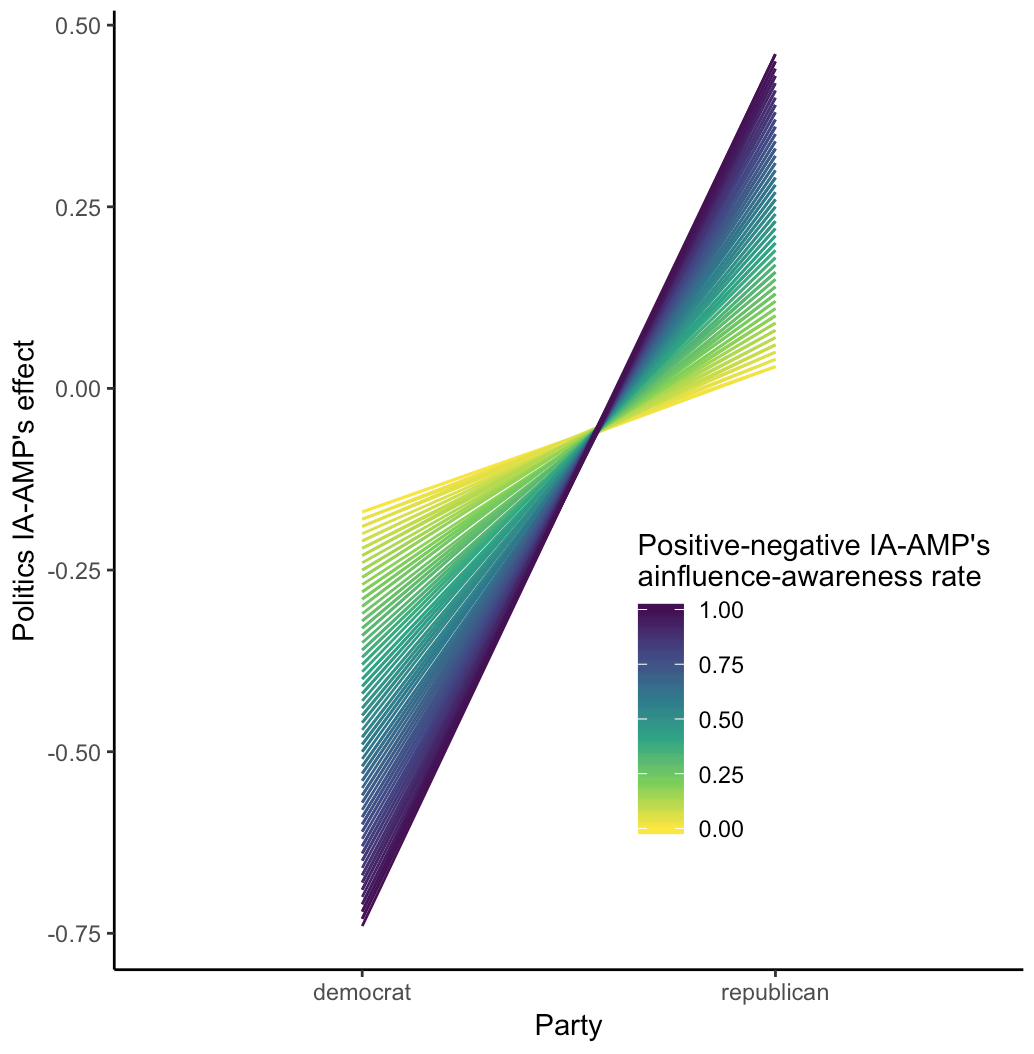 0.50
0.25
0.00
-0.25
-0.50
-0.75
Politics IA-AMP's effect
democrat
republican
Party
Positive-negative IA-AMP's
ainfluence-awareness rate
1.00
0.75
0.50
0.25
0.00